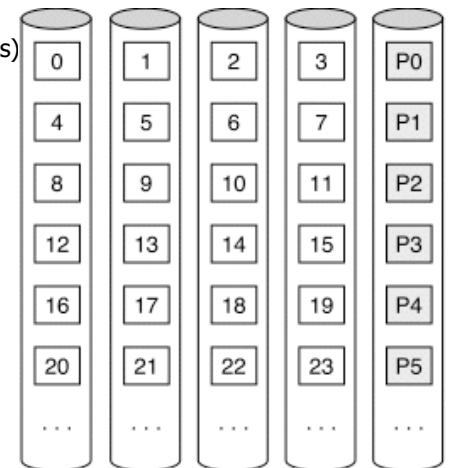 s)
0 1 2 3 P0
4 5 6 7 P1
8 9 10 11 P2
12 13 14 15 P3
16 17 18 19 P4
20 21 22 23 P5
... ... ... ... ...